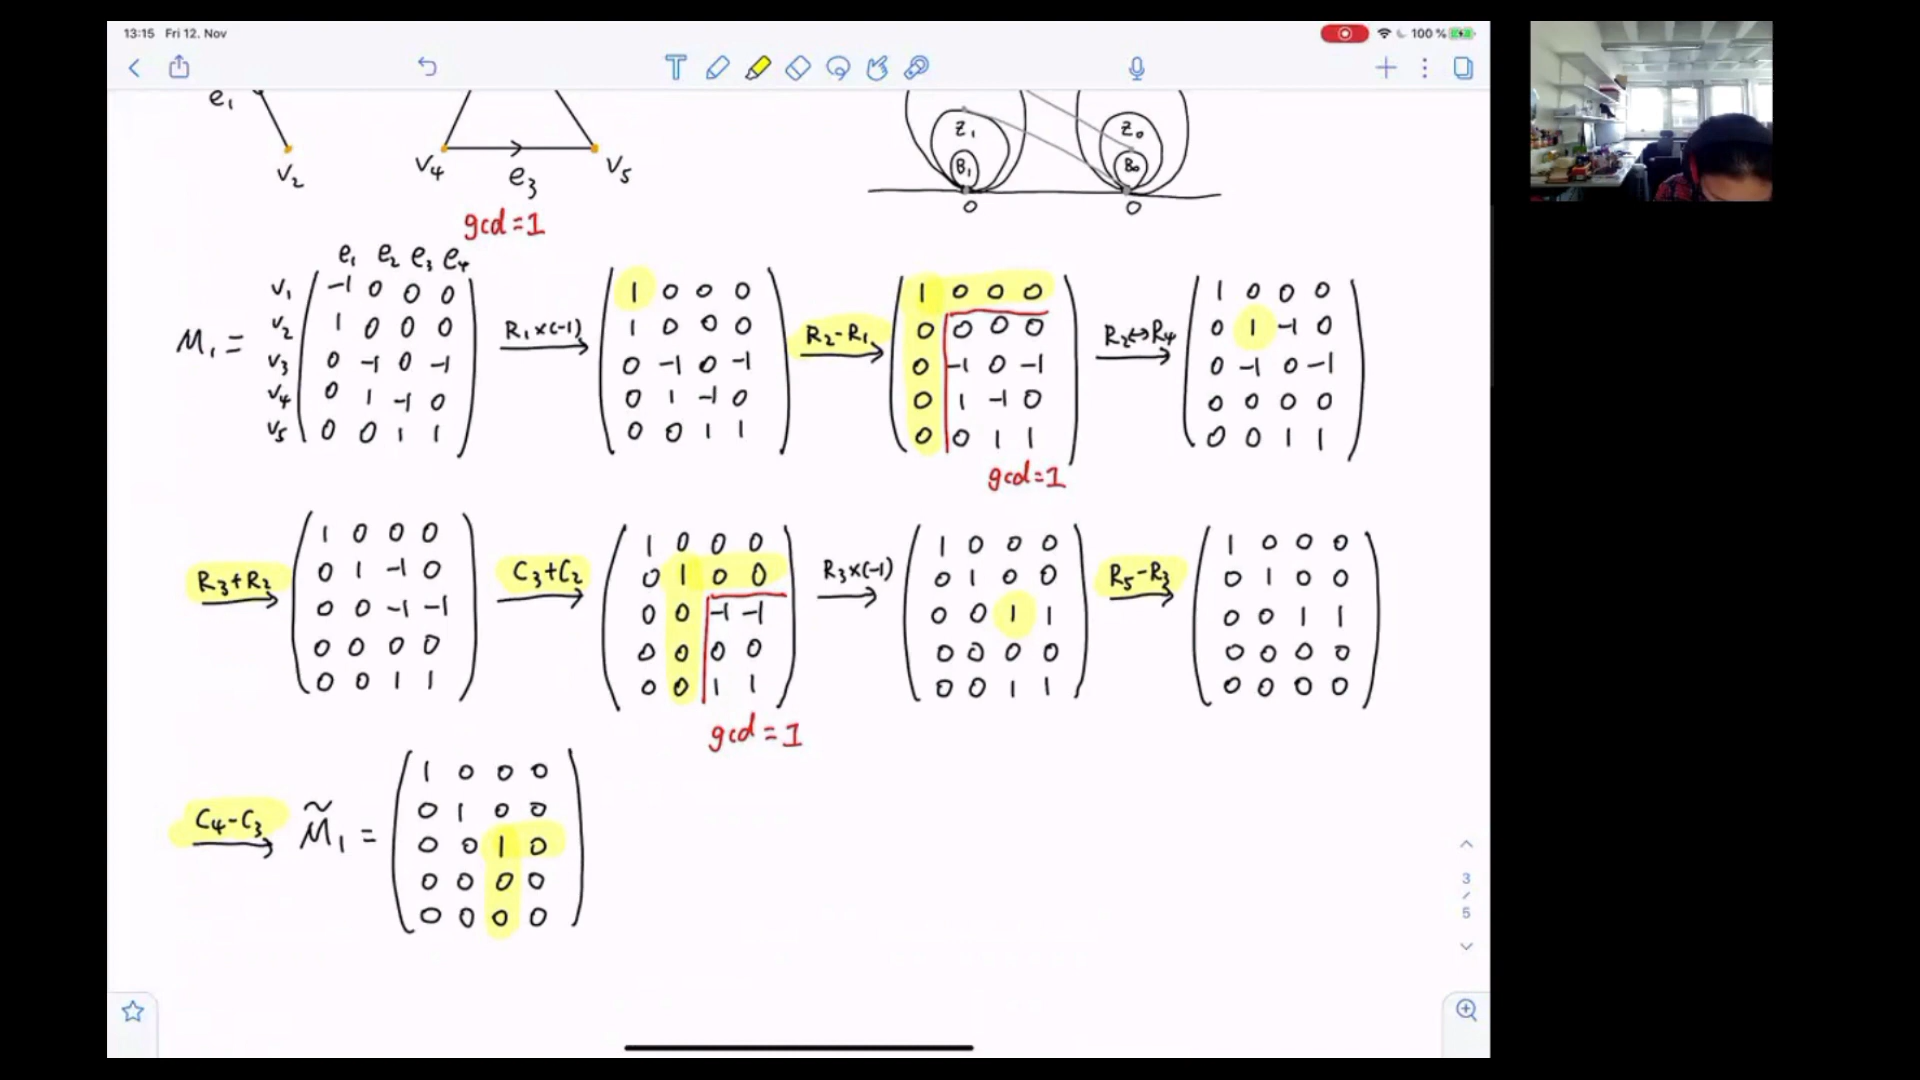 13:15 Fri 12. Nov 100 %
e₁ Z₁ Z₀
v₂ v₄ e₃ v₅ B₁ B₀
0 0
gcd=1
e₁ e₂ e₃ e₄
v₁ -1 0 0 0 1 0 0 0 1 0 0 0 1 0 0 0
v₂ 1 0 0 0 R₁×(-1) 1 0 0 0 R₂-R₁ 0 0 0 0 R₂↔R₄ 0 1 -1 0
M₁ =
v₃ 0 -1 0 -1 0 -1 0 -1 0 -1 0 -1 0 -1 0 -1
v₄ 0 1 -1 0 0 1 -1 0 0 1 -1 0 0 0 0 0
v₅ 0 0 1 1 0 0 1 1 0 0 1 1 0 0 1 1
gcd=1
1 0 0 0 1 0 0 0 1 0 0 0 1 0 0 0
R₃+R₂ 0 1 -1 0 C₃+C₂ 0 1 0 0 R₃×(-1) 0 1 0 0 R₅-R₃ 0 1 0 0
0 0 -1 -1 0 0 -1 -1 0 0 1 1 0 0 1 1
0 0 0 0 0 0 0 0 0 0 0 0 0 0 0 0
0 0 1 1 0 0 1 1 0 0 1 1 0 0 0 0
gcd=1
1 0 0 0
0 1 0 0
C₄-C₃ M̃₁ = 0 0 1 0
0 0 0 0
0 0 0 0
3
/
5